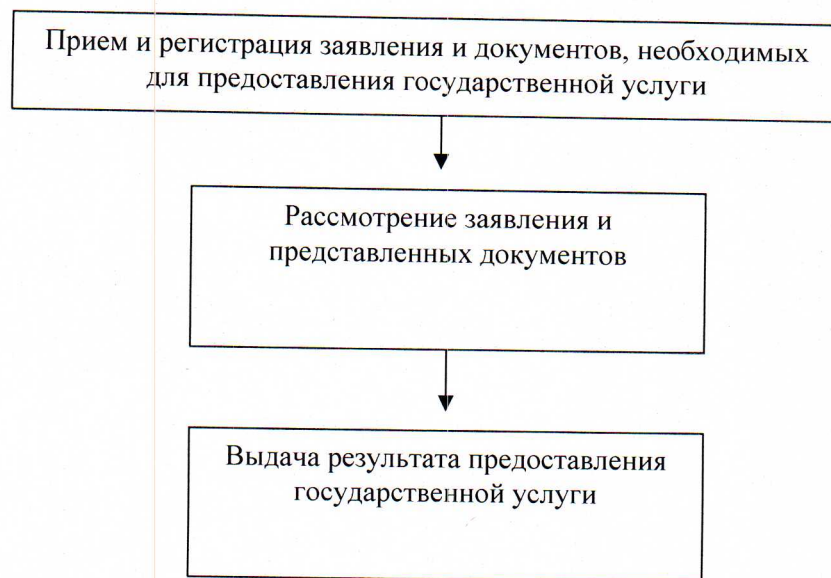 Прием и регистрация заявления и документов, необходимых
для предоставления государственной услуги
Рассмотрение заявления и
представленных документов
Выдача результата предоставления
государственной услуги